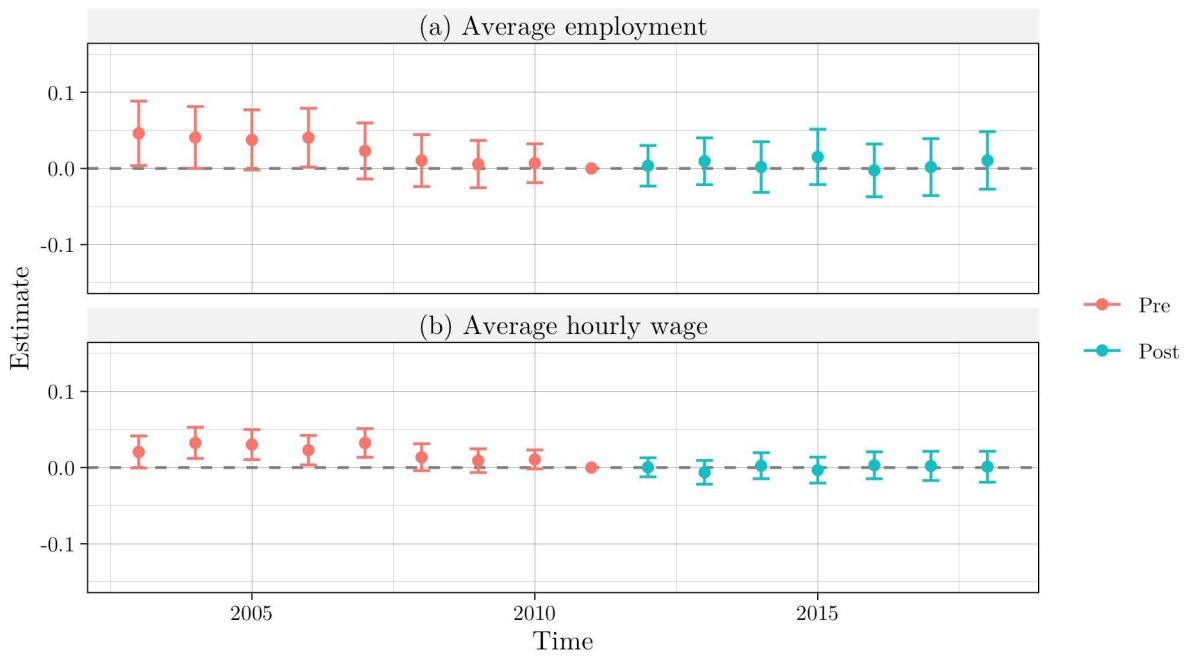 (a) Average employment
0.1
0.0
-0.1
(b) Average hourly wage
0.1
0.0
-0.1
2005 2010 2015
Time
Estimate
Pre
Post